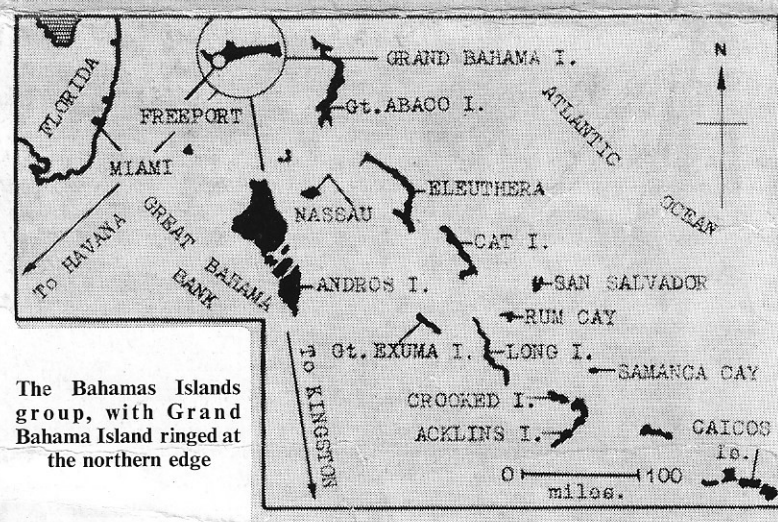 N
GRAND BAHAMA I.
FLORIDA
Gt. ABACO I.
FREEPORT
ATLANTIC
OCEAN
MIAMI
ELEUTHERA
NASSAU
GREAT BAHAMA
BANK
CAT I.
To HAVANA
ANDROS I.
SAN SALVADOR
RUM CAY
Gt. EXUMA I.
LONG I.
SAMANCA CAY
To KINGSTON
CROOKED I.
ACKLINS I.
CAICOS
Is.
0 100
miles.
The Bahamas Islands
group, with Grand
Bahama Island ringed at
the northern edge